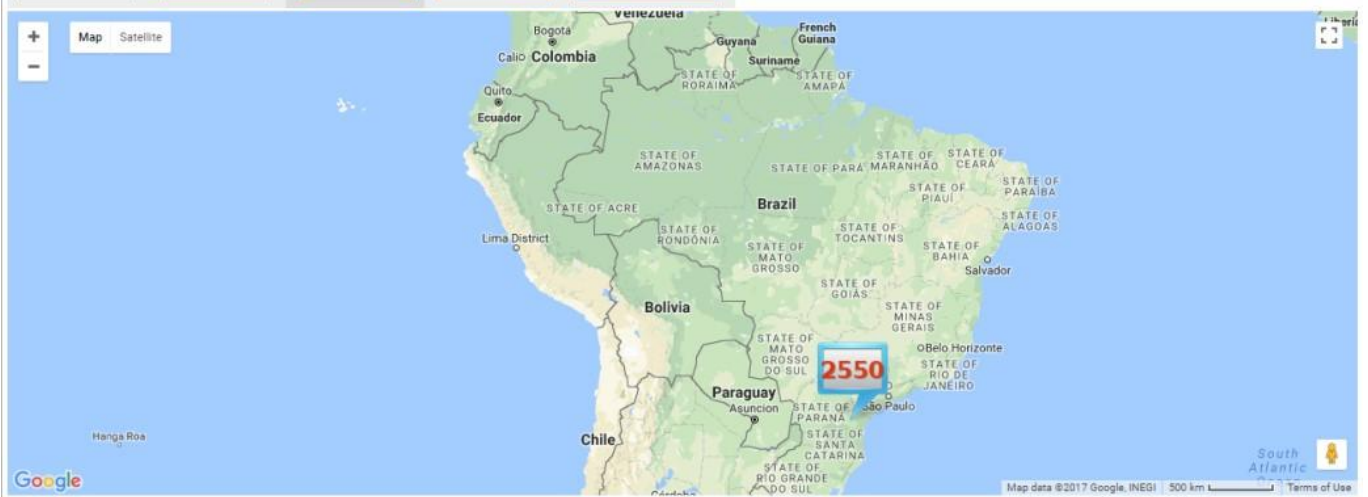 Venezuela
Liberia
+
Map Satellite
−
Bogotá
French
Guiana
Guyana
Calio Colombia
Suriname
STATE OF
RORAIMA
STATE OF
AMAPÁ
Quito
Ecuador
STATE OF
AMAZONAS
STATE OF PARÁ
STATE OF
MARANHÃO
STATE OF
CEARÁ
STATE OF
PIAUÍ
STATE OF
PARAÍBA
Brazil
STATE OF ACRE
STATE OF
ALAGOAS
Lima District
STATE OF
RONDÔNIA
STATE OF
TOCANTINS
STATE OF
MATO
GROSSO
STATE OF
BAHIA
Salvador
STATE OF
GOIÁS
Bolivia
STATE OF
MINAS
GERAIS
STATE OF
MATO
GROSSO
DO SUL
Belo Horizonte
2550
STATE OF
RIO DE
JANEIRO
Paraguay
Asuncion
STATE OF
PARANÁ
São Paulo
Hanga Roa
Chile
STATE OF
SANTA
CATARINA
South
Atlantic
STATE OF
RIO GRANDE
DO SUL
Google
Map data ©2017 Google, INEGI 500 km Terms of Use